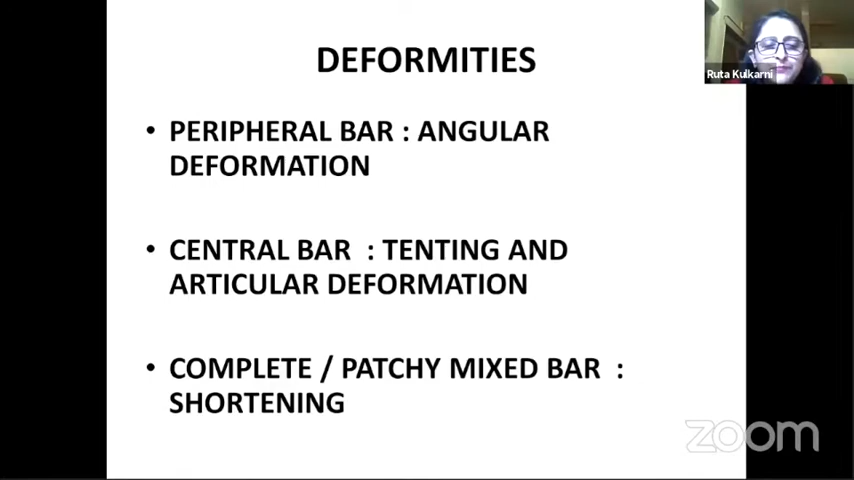 DEFORMITIES
Ruta Kulkarni
• PERIPHERAL BAR : ANGULAR
DEFORMATION
• CENTRAL BAR : TENTING AND
ARTICULAR DEFORMATION
• COMPLETE / PATCHY MIXED BAR :
SHORTENING
zoom